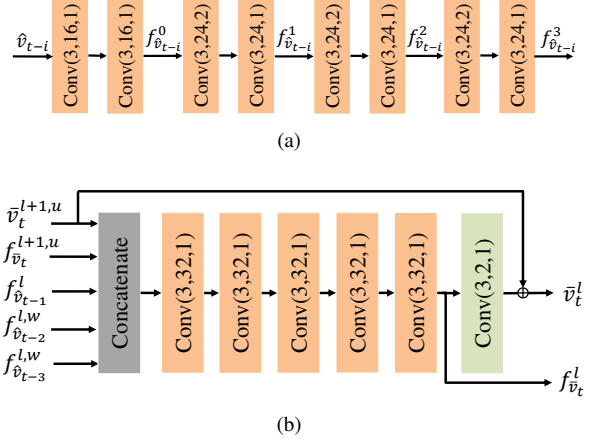 v̂_{t-i} Conv(3,16,1) Conv(3,16,1) f^0_{v̂_{t-i}} Conv(3,24,2) Conv(3,24,1) f^1_{v̂_{t-i}} Conv(3,24,2) Conv(3,24,1) f^2_{v̂_{t-i}} Conv(3,24,2) Conv(3,24,1) f^3_{v̂_{t-i}}
(a)
v̄_t^{l+1,u}
f_{v̄_t}^{l+1,u}
f^l_{v̂_{t-1}}
f^{l,w}_{v̂_{t-2}}
f^{l,w}_{v̂_{t-3}}
Concatenate
Conv(3,32,1)
Conv(3,32,1)
Conv(3,32,1)
Conv(3,32,1)
Conv(3,32,1)
Conv(3,2,1)
⊕
v̄_t^l
f^l_{v̄_t}
(b)